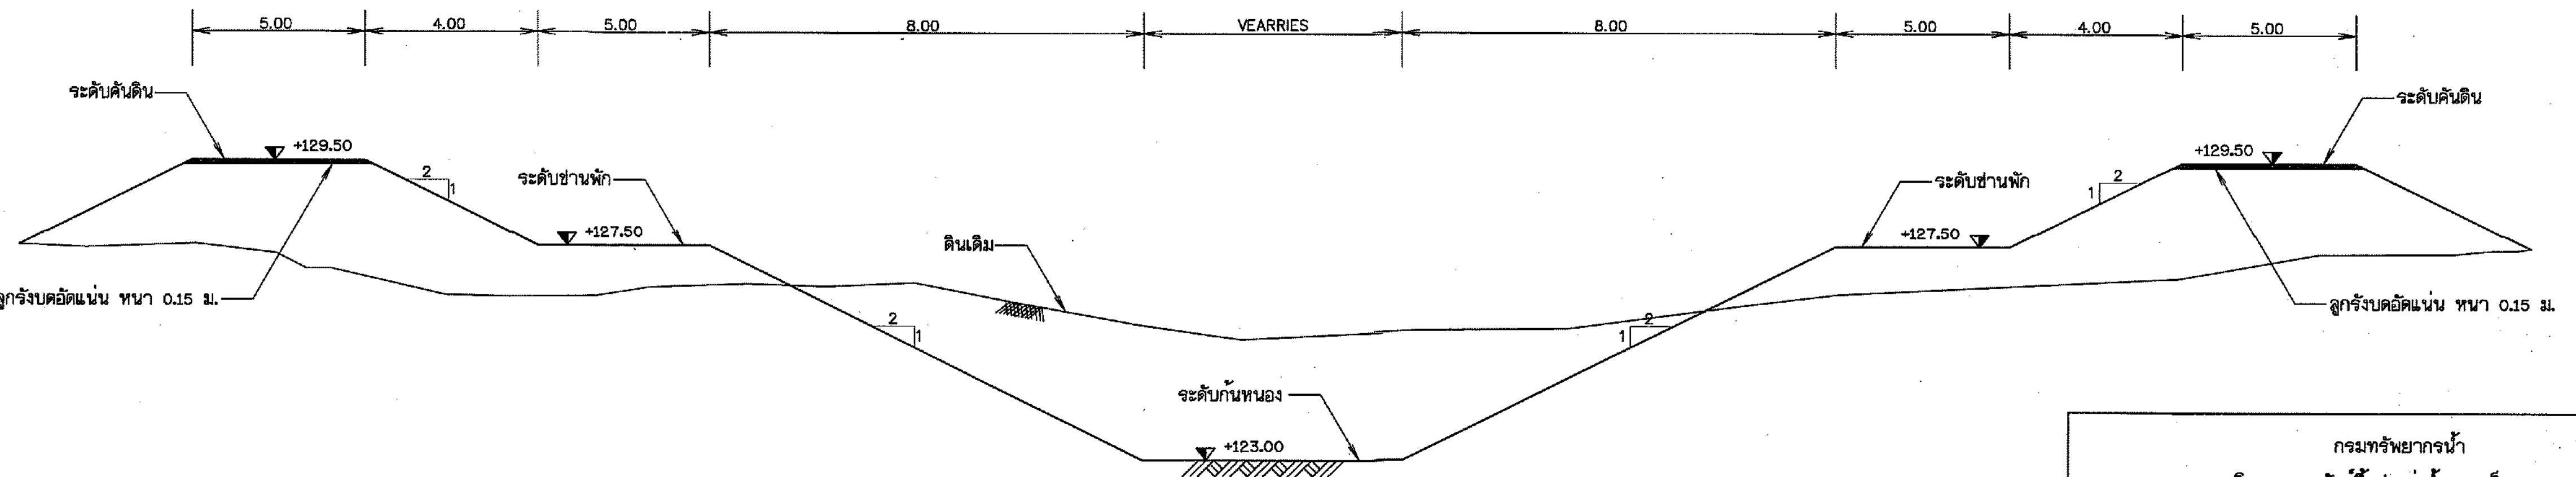 5.00 4.00 5.00 8.00 VEARRIES 8.00 5.00 4.00 5.00
ระดับคันดิน
ระดับคันดิน
+129.50
+129.50
2
1
ระดับชานพัก
ระดับชานพัก
2
1
+127.50
+127.50
ดินเดิม
ลูกรังบดอัดแน่น หนา 0.15 ม.
ลูกรังบดอัดแน่น หนา 0.15 ม.
2
1
2
1
ระดับก้นหนอง
+123.00
กรมทรัพยากรน้ำ